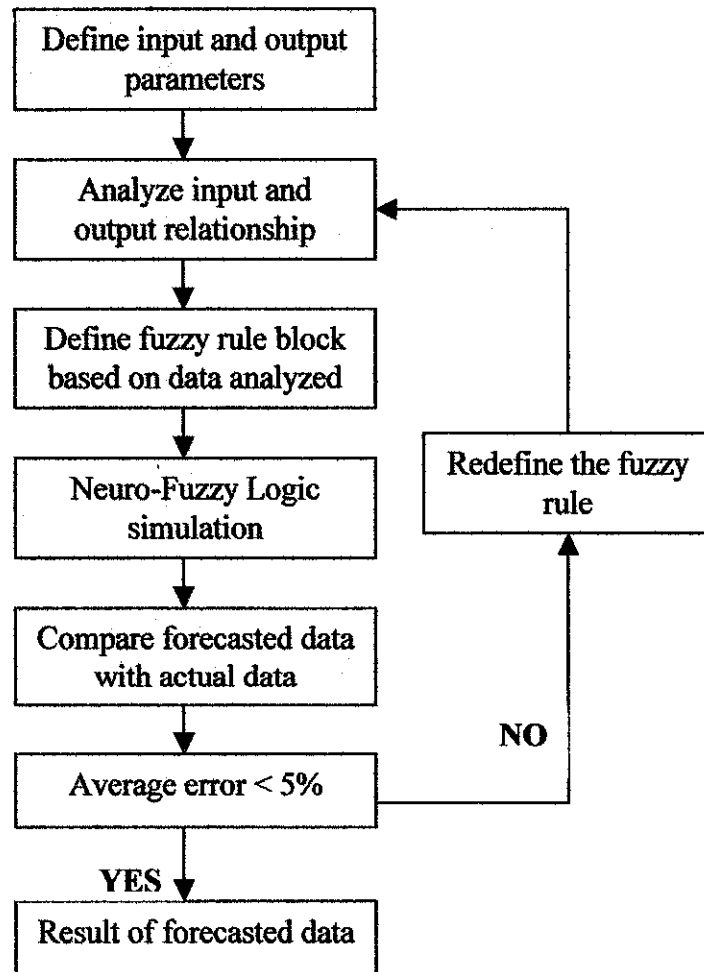 Define input and output
parameters
Analyze input and
output relationship
Define fuzzy rule block
based on data analyzed
Neuro-Fuzzy Logic
simulation
Redefine the fuzzy
rule
Compare forecasted data
with actual data
Average error < 5%
NO
YES
Result of forecasted data